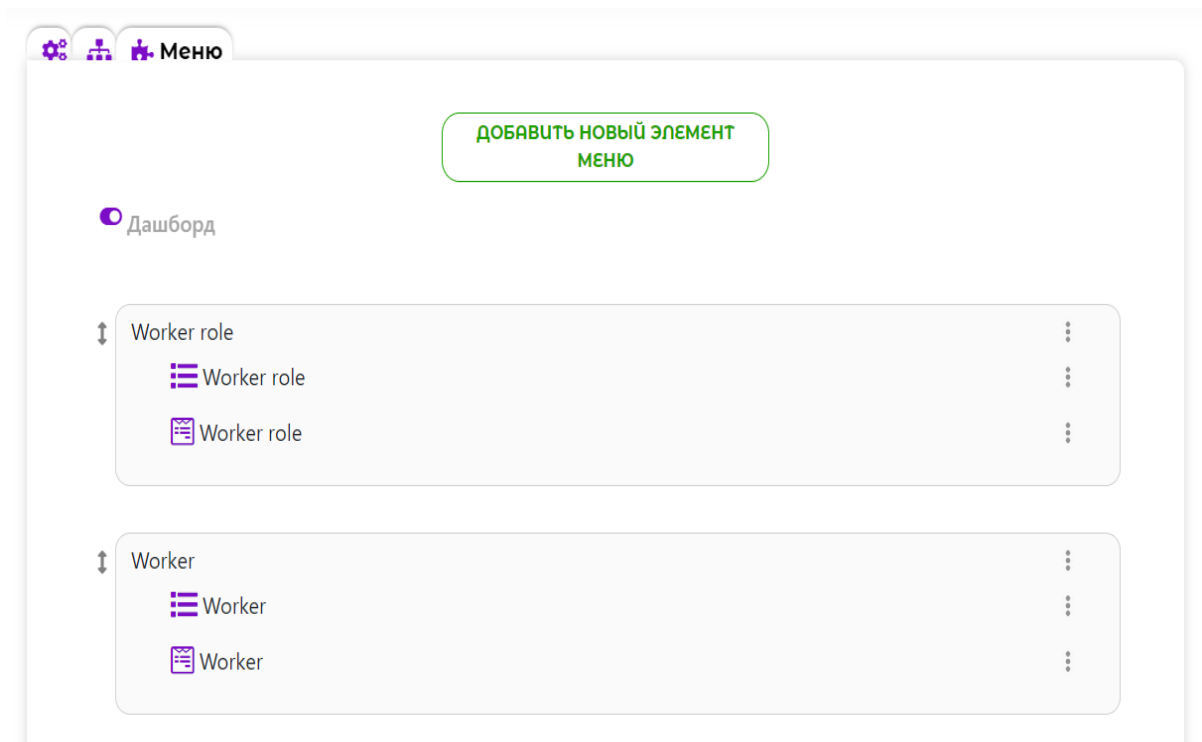 Меню
ДОБАВИТЬ НОВЫЙ ЭЛЕМЕНТ
МЕНЮ
Дашборд
Worker role
Worker role
Worker role
Worker
Worker
Worker